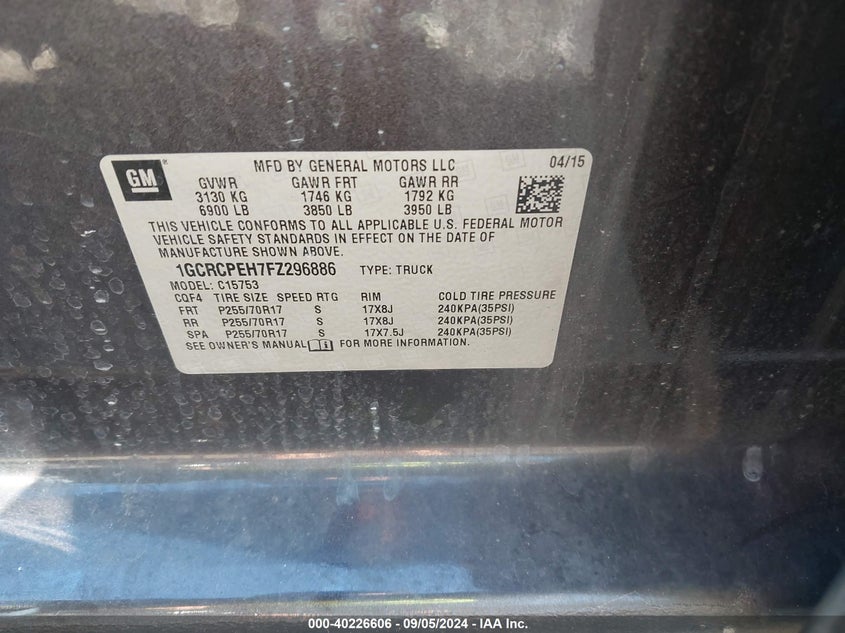 GM
MFD BY GENERAL MOTORS LLC 04/15
GVWR GAWR FRT GAWR RR
3130 KG 1746 KG 1792 KG
6900 LB 3850 LB 3950 LB
THIS VEHICLE CONFORMS TO ALL APPLICABLE U.S. FEDERAL MOTOR
VEHICLE SAFETY STANDARDS IN EFFECT ON THE DATE OF
MANUFACTURE SHOWN ABOVE.
1GCRCPEH7FZ296886 TYPE: TRUCK
MODEL: C15753
CQF4 TIRE SIZE SPEED RTG RIM COLD TIRE PRESSURE
FRT P255/70R17 S 17X8J 240KPA(35PSI)
RR P255/70R17 S 17X8J 240KPA(35PSI)
SPA P255/70R17 S 17X7.5J 240KPA(35PSI)
SEE OWNER'S MANUAL FOR MORE INFORMATION.
000-40226606 - 09/05/2024 - IAA Inc.